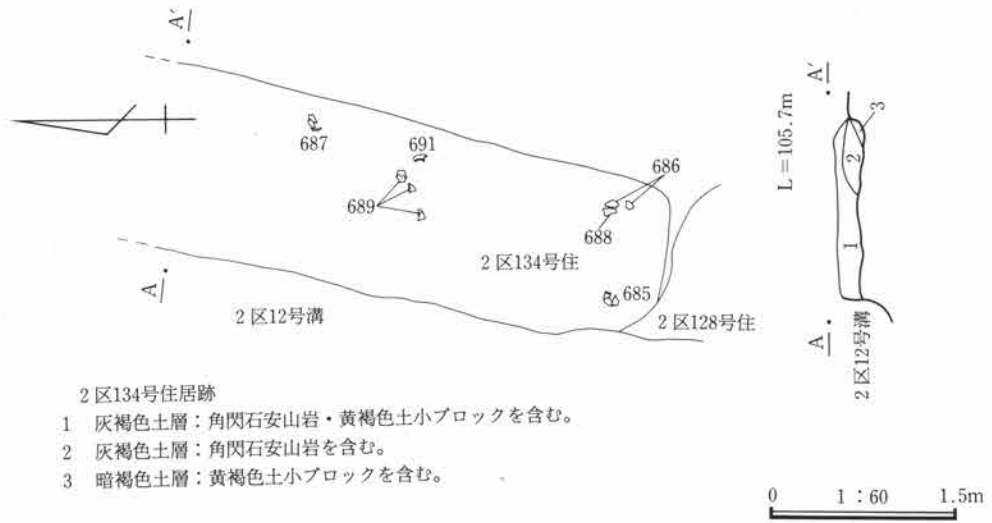 A′
687
691
689
686
688
2区134号住
685
A
2区12号溝
2区128号住
A′
3
2
1
L=105.7m
A
2区12号溝
2区134号住居跡
1 灰褐色土層：角閃石安山岩・黄褐色土小ブロックを含む。
2 灰褐色土層：角閃石安山岩を含む。
3 暗褐色土層：黄褐色土小ブロックを含む。
0 1：60 1.5m